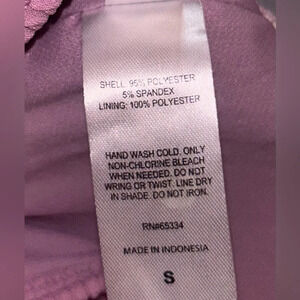 SHELL: 95% POLYESTER
5% SPANDEX
LINING: 100% POLYESTER
HAND WASH COLD. ONLY
NON-CHLORINE BLEACH
WHEN NEEDED. DO NOT
WRING OR TWIST. LINE DRY
IN SHADE. DO NOT IRON.
RN#65334
MADE IN INDONESIA
S